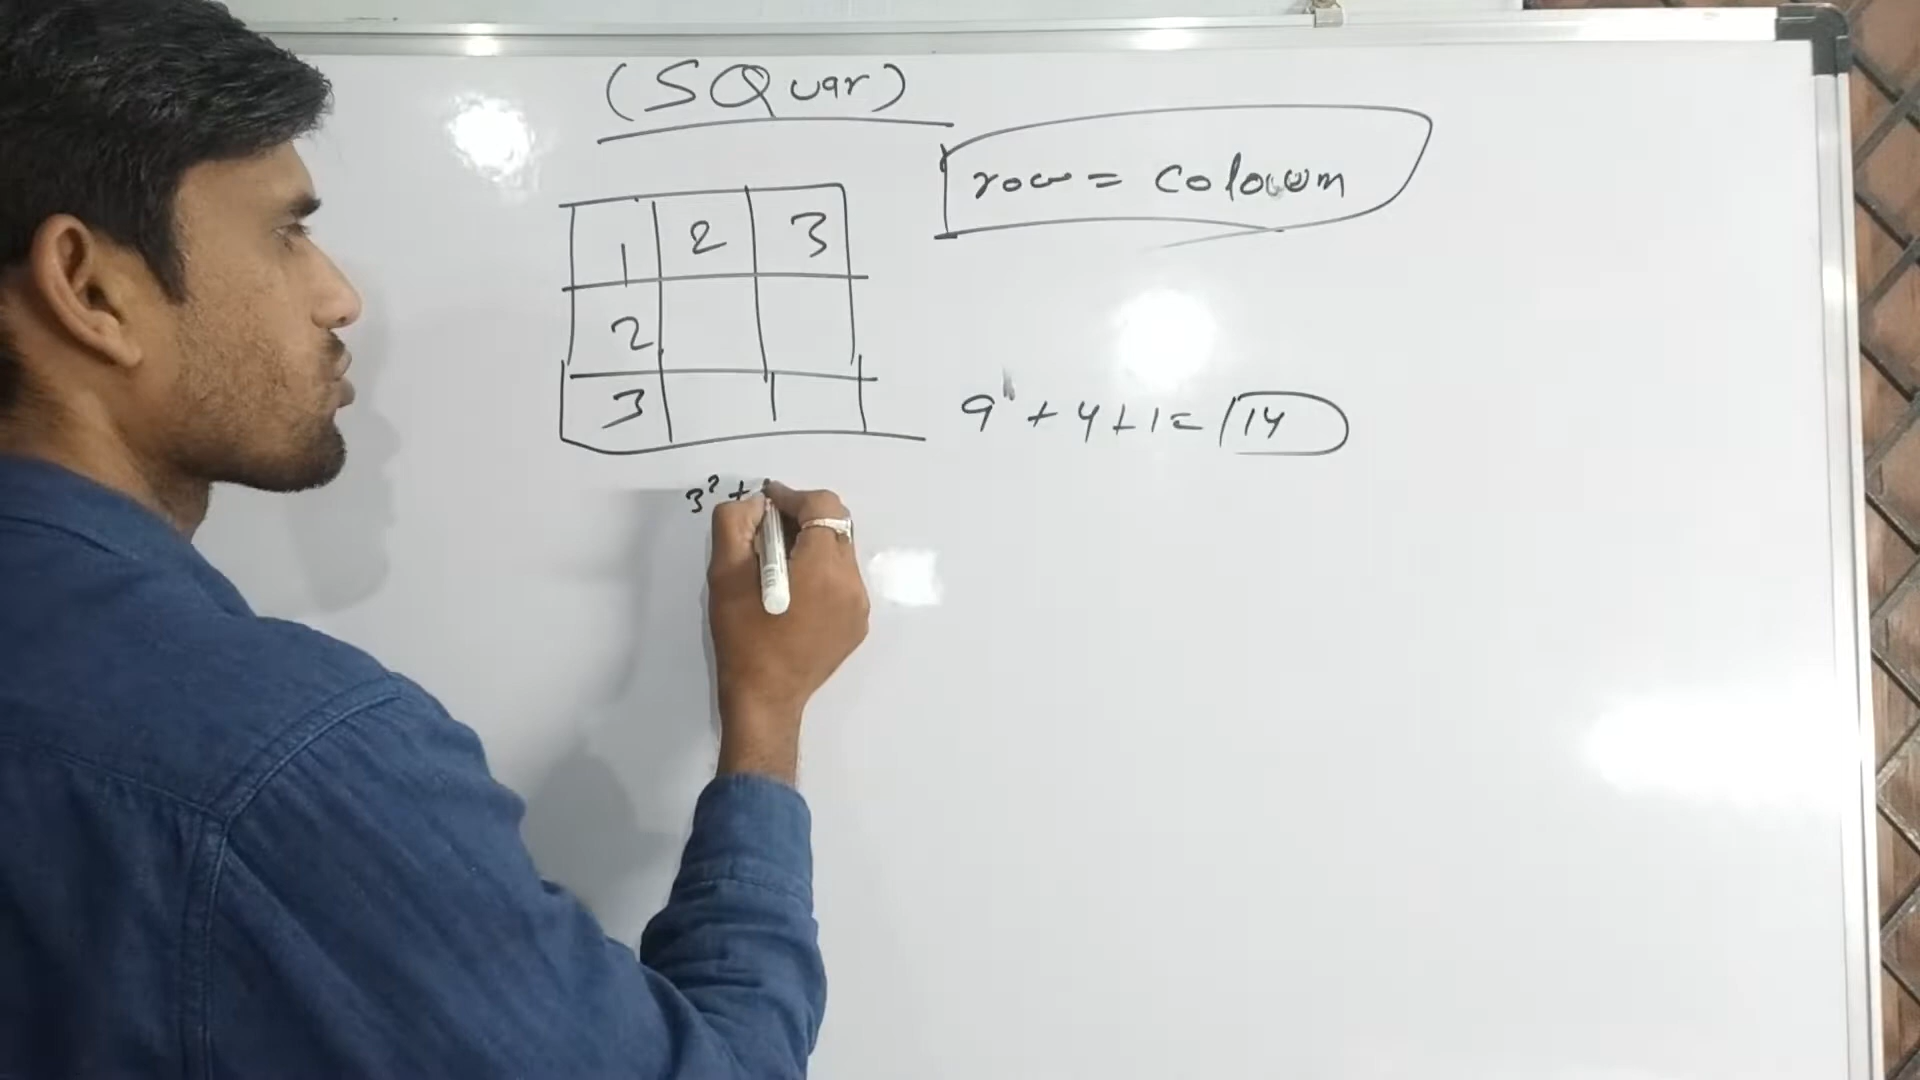 (SQuar)
row = colowm
1 2 3
2
3
9 + 4 + 1 = 14
3² +